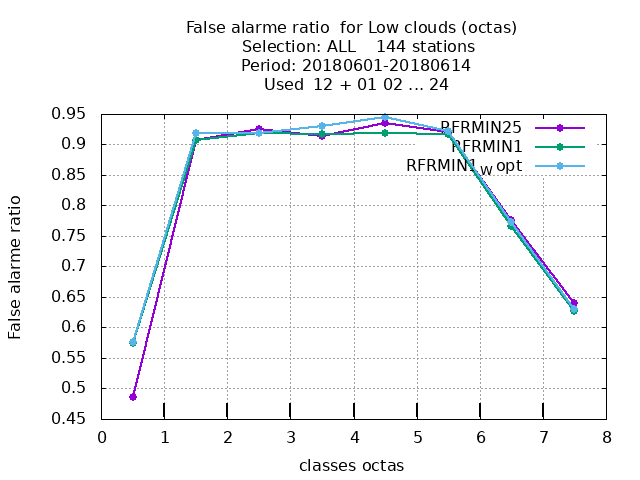 False alarme ratio  for Low clouds (octas)
Selection: ALL    144 stations
Period: 20180601-20180614
Used  12 + 01 02 ... 24
0.95
0.9
0.85
0.8
0.75
0.7
0.65
0.6
0.55
0.5
0.45
False alarme ratio
RFRMIN25
RFRMIN1
RFRMIN1wopt
0 1 2 3 4 5 6 7 8
classes octas